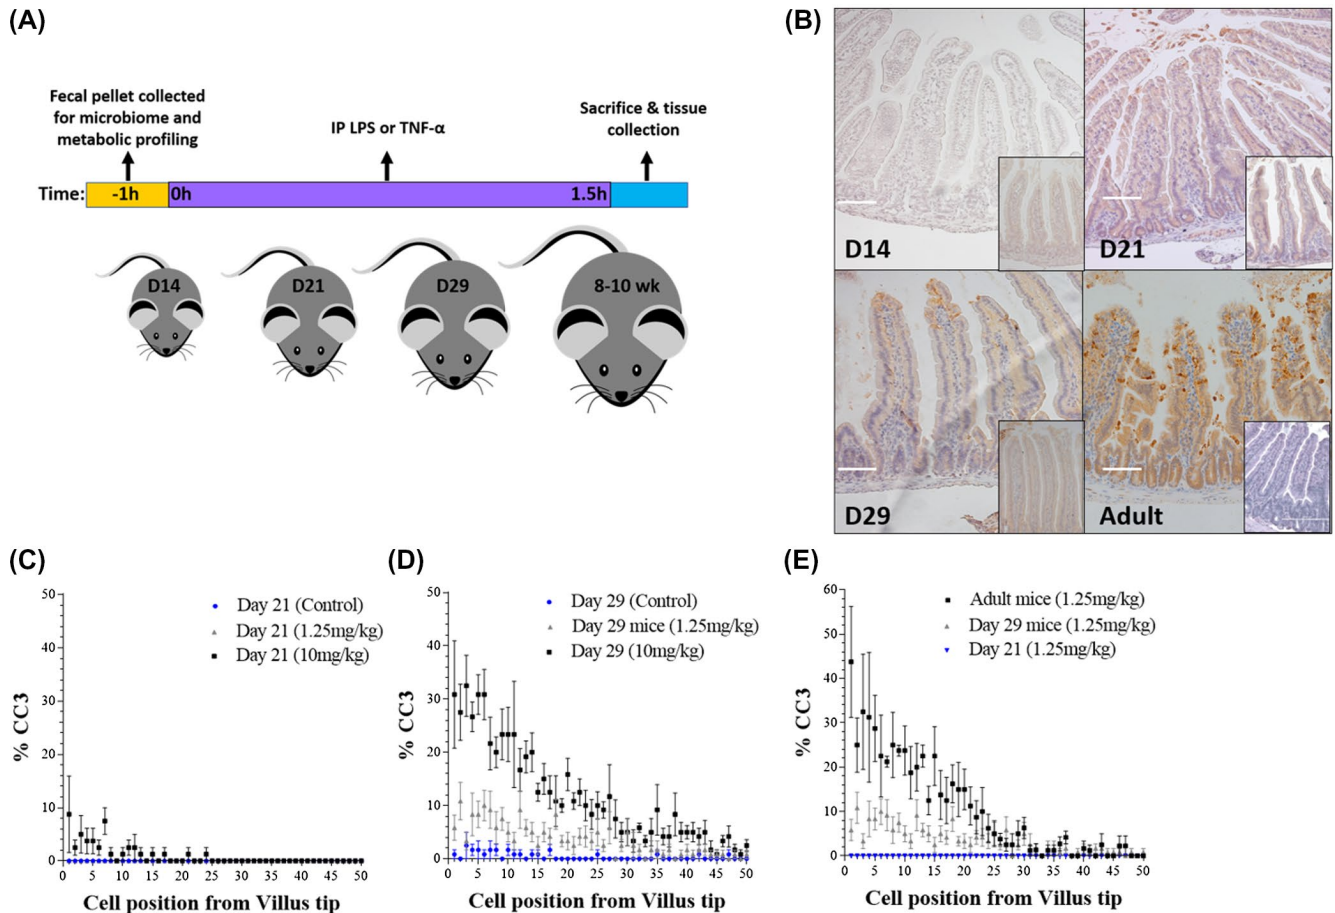 (A)
Fecal pellet collected
for microbiome and
metabolic profiling
IP LPS or TNF-α
Sacrifice & tissue
collection
Time:
-1h
0h
1.5h
D14
D21
D29
8-10 wk
(B)
D14
D21
D29
Adult
(C)
50
40
30
20
10
0
% CC3
Day 21 (Control)
Day 21 (1.25mg/kg)
Day 21 (10mg/kg)
0 5 10 15 20 25 30 35 40 45 50
Cell position from Villus tip
(D)
50
40
30
20
10
0
% CC3
Day 29 (Control)
Day 29 mice (1.25mg/kg)
Day 29 (10mg/kg)
0 5 10 15 20 25 30 35 40 45 50
Cell position from Villus tip
(E)
60
50
40
30
20
10
0
% CC3
Adult mice (1.25mg/kg)
Day 29 mice (1.25mg/kg)
Day 21 (1.25mg/kg)
0 5 10 15 20 25 30 35 40 45 50
Cell position from Villus tip